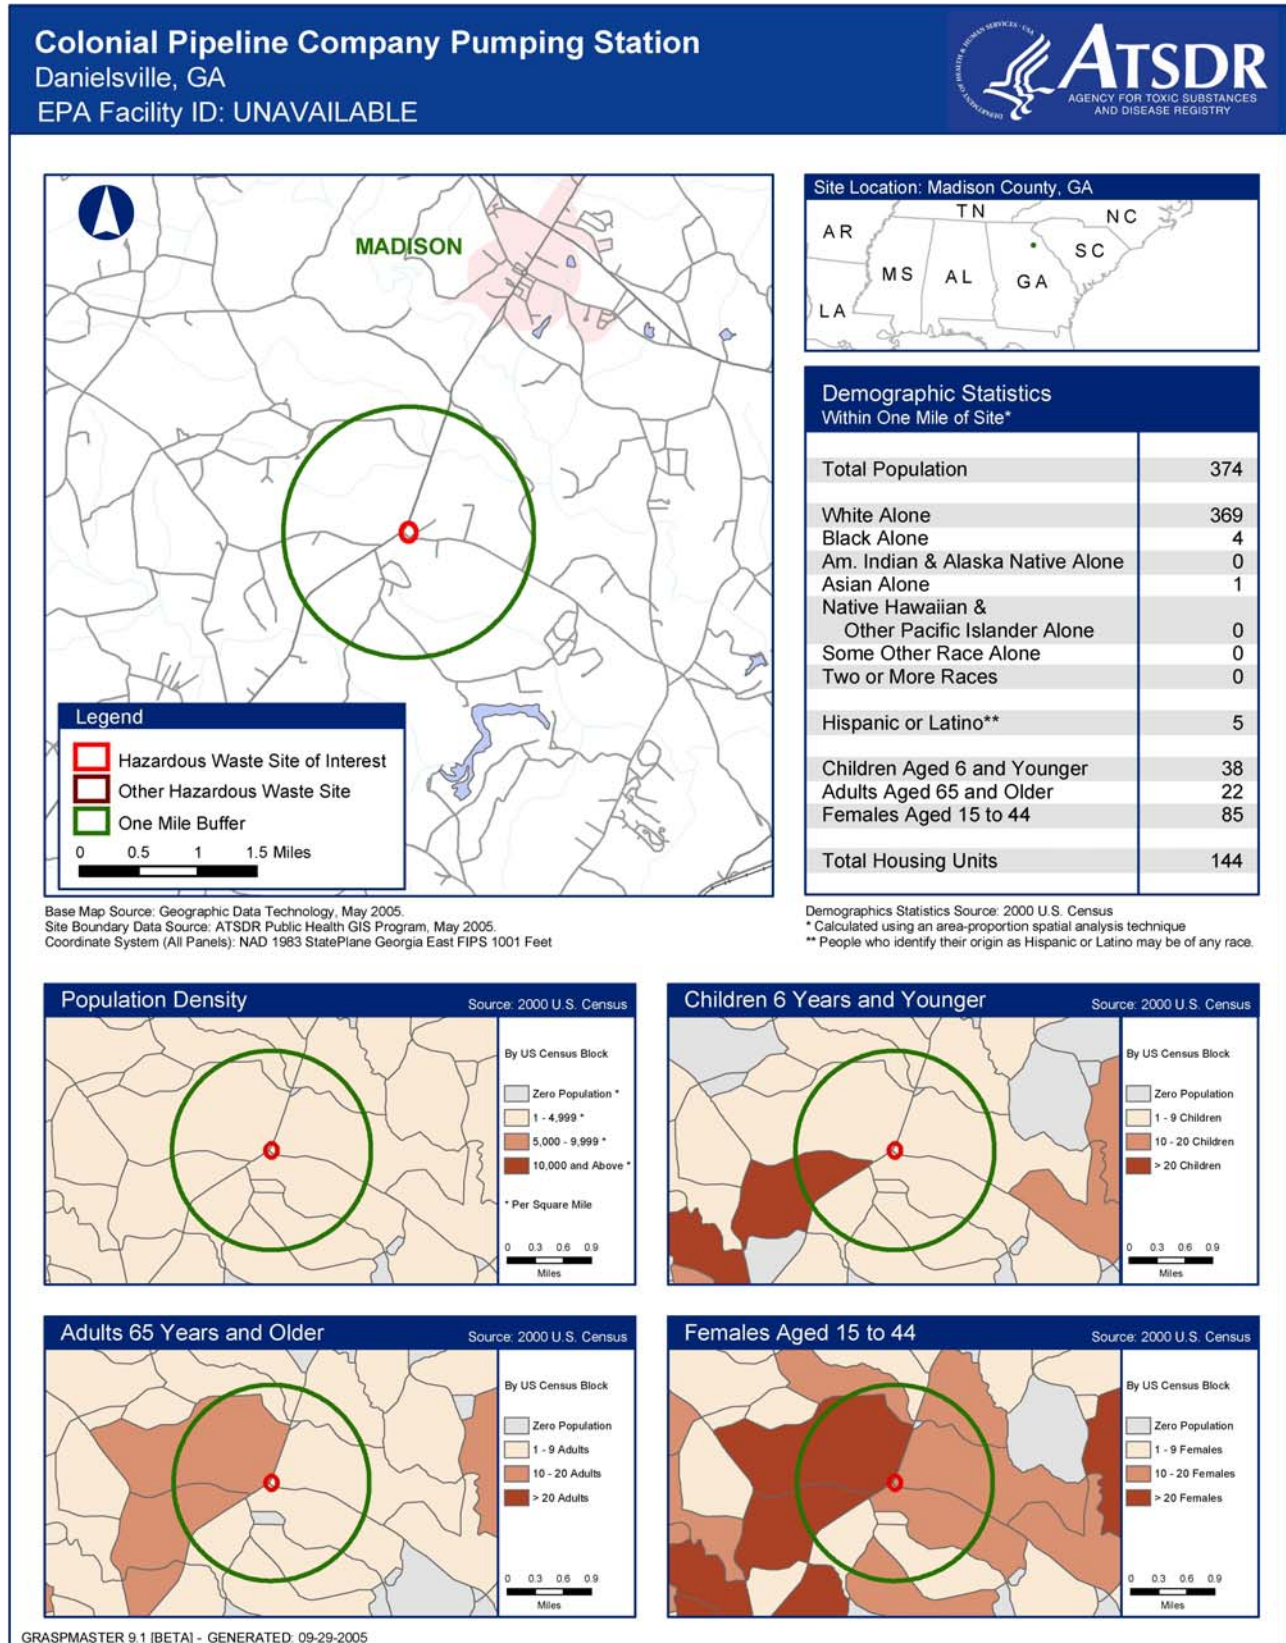 Colonial Pipeline Company Pumping Station
Danielsville, GA
EPA Facility ID: UNAVAILABLE
DEPARTMENT OF HEALTH & HUMAN SERVICES · USA
ATSDR
AGENCY FOR TOXIC SUBSTANCES
AND DISEASE REGISTRY
MADISON
Legend
Hazardous Waste Site of Interest
Other Hazardous Waste Site
One Mile Buffer
0 0.5 1 1.5 Miles
Site Location: Madison County, GA
TN
NC
AR
SC
MS
AL
GA
LA
Demographic Statistics
Within One Mile of Site*
Total Population 374
White Alone 369
Black Alone 4
Am. Indian & Alaska Native Alone 0
Asian Alone 1
Native Hawaiian &
Other Pacific Islander Alone 0
Some Other Race Alone 0
Two or More Races 0
Hispanic or Latino** 5
Children Aged 6 and Younger 38
Adults Aged 65 and Older 22
Females Aged 15 to 44 85
Total Housing Units 144
Base Map Source: Geographic Data Technology, May 2005.
Site Boundary Data Source: ATSDR Public Health GIS Program, May 2005.
Coordinate System (All Panels): NAD 1983 StatePlane Georgia East FIPS 1001 Feet
Demographics Statistics Source: 2000 U.S. Census
* Calculated using an area-proportion spatial analysis technique
** People who identify their origin as Hispanic or Latino may be of any race.
Population Density Source: 2000 U.S. Census
By US Census Block
Zero Population *
1 - 4,999 *
5,000 - 9,999 *
10,000 and Above *
* Per Square Mile
0 0.3 0.6 0.9
Miles
Children 6 Years and Younger Source: 2000 U.S. Census
By US Census Block
Zero Population
1 - 9 Children
10 - 20 Children
> 20 Children
0 0.3 0.6 0.9
Miles
Adults 65 Years and Older Source: 2000 U.S. Census
By US Census Block
Zero Population
1 - 9 Adults
10 - 20 Adults
> 20 Adults
0 0.3 0.6 0.9
Miles
Females Aged 15 to 44 Source: 2000 U.S. Census
By US Census Block
Zero Population
1 - 9 Females
10 - 20 Females
> 20 Females
0 0.3 0.6 0.9
Miles
GRASPMASTER 9.1 [BETA] - GENERATED: 09-29-2005